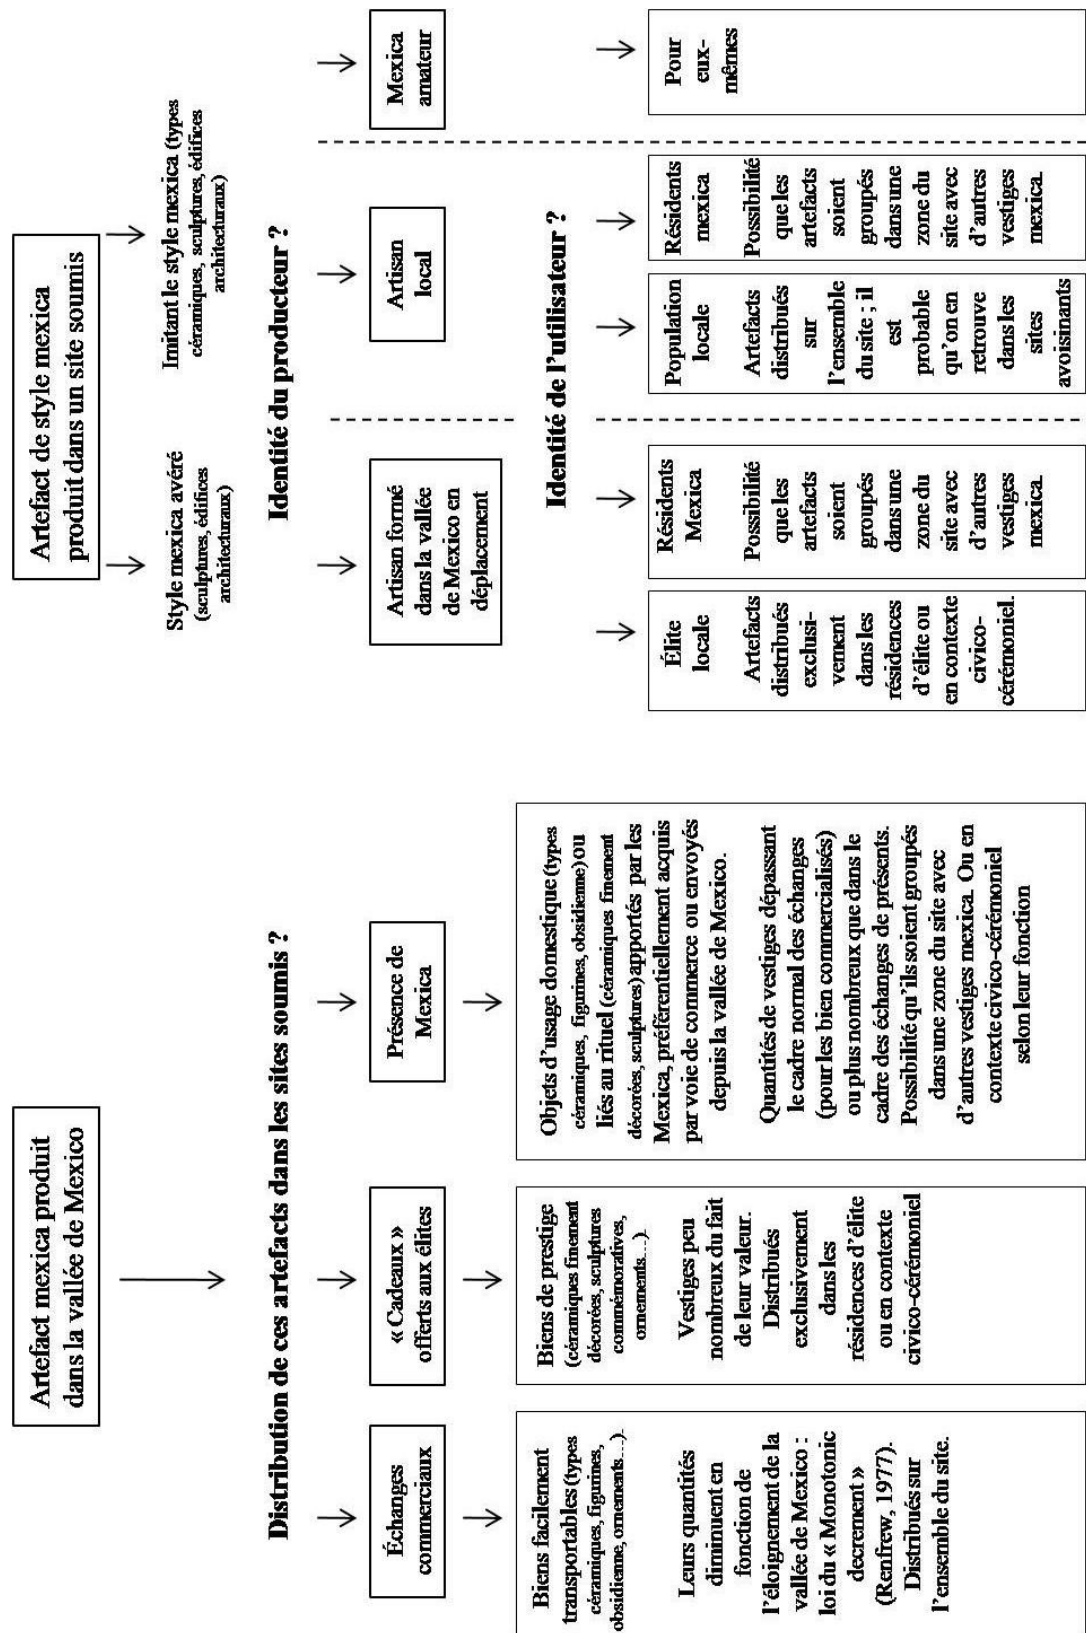 Artefact mexica produit
dans la vallée de Mexico
Distribution de ces artefacts dans les sites soumis ?
Échanges
commerciaux
Biens facilement
transportables (types
céramiques, figurines,
obsidienne, ornements…).
Leurs quantités
diminuent en
fonction de
l’éloignement de la
vallée de Mexico :
loi du « Monotonic
decrement »
(Renfrew, 1977).
Distribués sur
l’ensemble du site.
« Cadeaux »
offerts aux élites
Biens de prestige
(céramiques finement
décorées, sculptures
commémoratives,
ornements…).
Vestiges peu
nombreux du fait
de leur valeur.
Distribués
exclusivement
dans les
résidences d’élite
ou en contexte
civico-cérémoniel
Présence de
Mexica
Objets d’usage domestique (types
céramiques, figurines, obsidienne) ou
liés au rituel (céramiques finement
décorées, sculptures) apportés par les
Mexica, préférentiellement acquis
par voie de commerce ou envoyés
depuis la vallée de Mexico.
Quantités de vestiges dépassant
le cadre normal des échanges
(pour les bien commercialisés)
ou plus nombreux que dans le
cadre des échanges de présents.
Possibilité qu’ils soient groupés
dans une zone du site avec
d’autres vestiges mexica. Ou en
contexte civico-cérémoniel
selon leur fonction
Artefact de style mexica
produit dans un site soumis
Style mexica avéré
(sculptures, édifices
architecturaux)
Imitant le style mexica (types
céramiques, sculptures, édifices
architecturaux)
Identité du producteur ?
Artisan formé
dans la vallée
de Mexico en
déplacement
Artisan
local
Mexica
amateur
Identité de l’utilisateur ?
Élite
locale
Artefacts
distribués
exclusi-
vement
dans les
résidences
d’élite ou
en contexte
civico-
cérémoniel.
Résidents
Mexica
Possibilité
que les
artefacts
soient
groupés
dans une
zone du
site avec
d’autres
vestiges
mexica.
Population
locale
Artefacts
distribués
sur
l’ensemble
du site ; il
est
probable
qu’on en
retrouve
dans les
sites
avoisinants
Résidents
mexica
Possibilité
que les
artefacts
soient
groupés
dans une
zone du
site avec
d’autres
vestiges
mexica.
Pour
eux-
mêmes